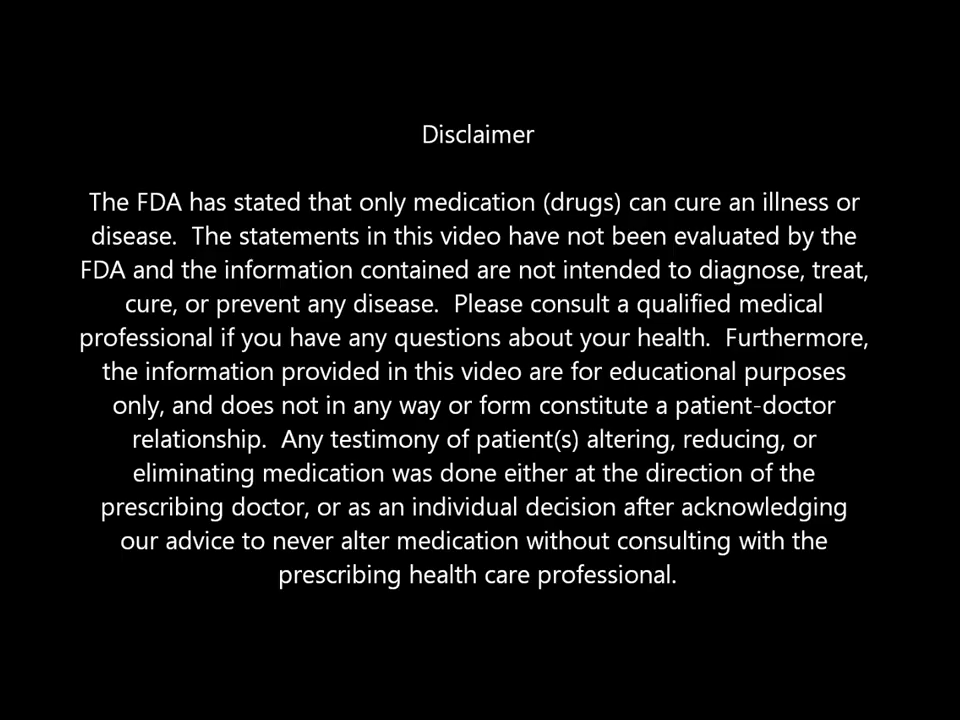 Disclaimer
The FDA has stated that only medication (drugs) can cure an illness or
disease.  The statements in this video have not been evaluated by the
FDA and the information contained are not intended to diagnose, treat,
cure, or prevent any disease.  Please consult a qualified medical
professional if you have any questions about your health.  Furthermore,
the information provided in this video are for educational purposes
only, and does not in any way or form constitute a patient-doctor
relationship.  Any testimony of patient(s) altering, reducing, or
eliminating medication was done either at the direction of the
prescribing doctor, or as an individual decision after acknowledging
our advice to never alter medication without consulting with the
prescribing health care professional.